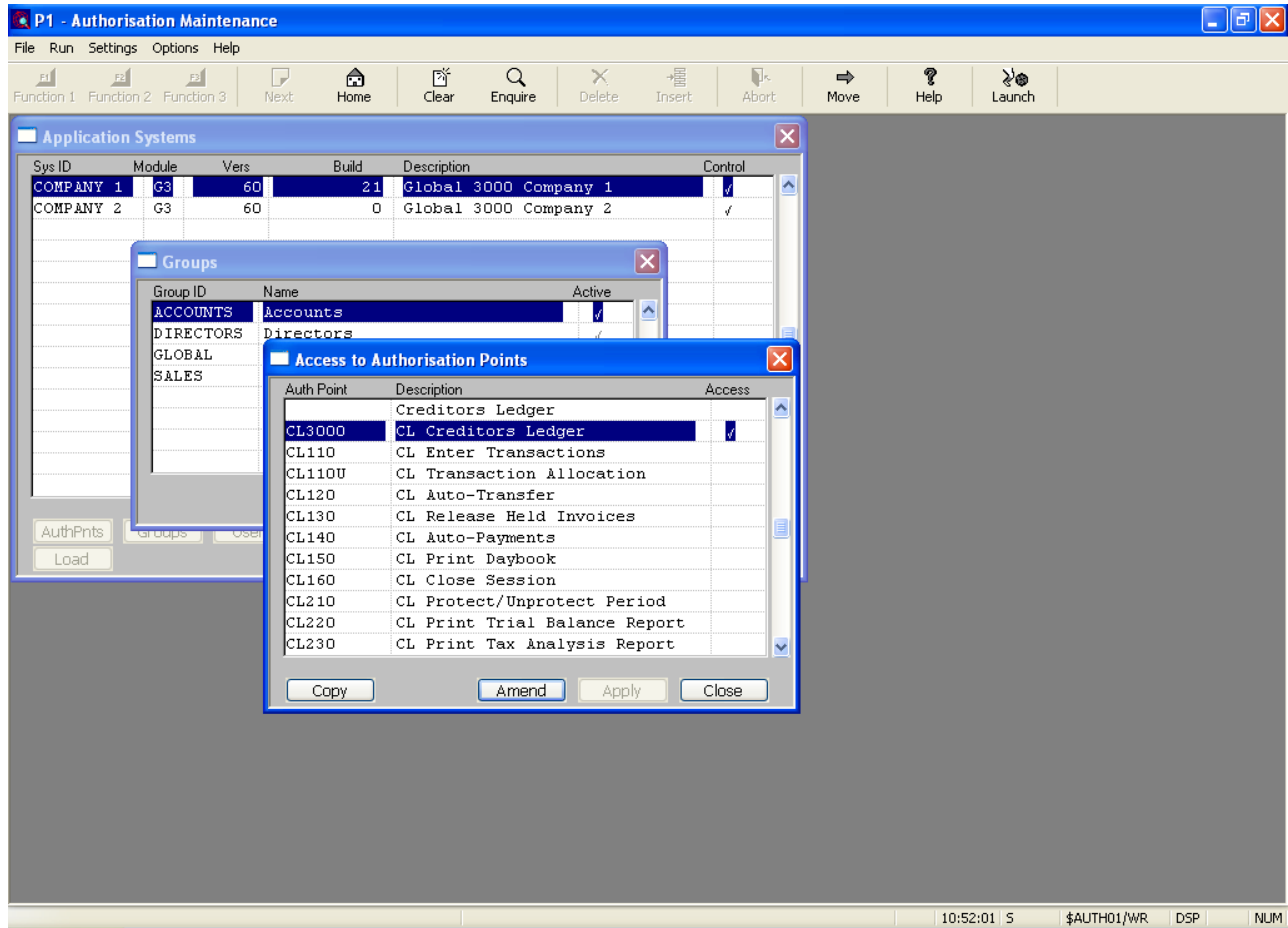 P1 - Authorisation Maintenance
File Run Settings Options Help
F1 F2 F3
Function 1 Function 2 Function 3 Next Home Clear Enquire Delete Insert Abort Move Help Launch
Application Systems
Sys ID Module Vers Build Description Control
COMPANY 1 G3 60 21 Global 3000 Company 1 √
COMPANY 2 G3 60 0 Global 3000 Company 2 √
Groups
Group ID Name Active
ACCOUNTS Accounts √
DIRECTORS Directors √
GLOBAL
SALES
Access to Authorisation Points
Auth Point Description Access
Creditors Ledger
CL3000 CL Creditors Ledger √
CL110 CL Enter Transactions
CL110U CL Transaction Allocation
CL120 CL Auto-Transfer
CL130 CL Release Held Invoices
CL140 CL Auto-Payments
CL150 CL Print Daybook
CL160 CL Close Session
CL210 CL Protect/Unprotect Period
CL220 CL Print Trial Balance Report
CL230 CL Print Tax Analysis Report
Copy Amend Apply Close
AuthPnts Groups User
Load
10:52:01 S $AUTH01/WR DSP NUM